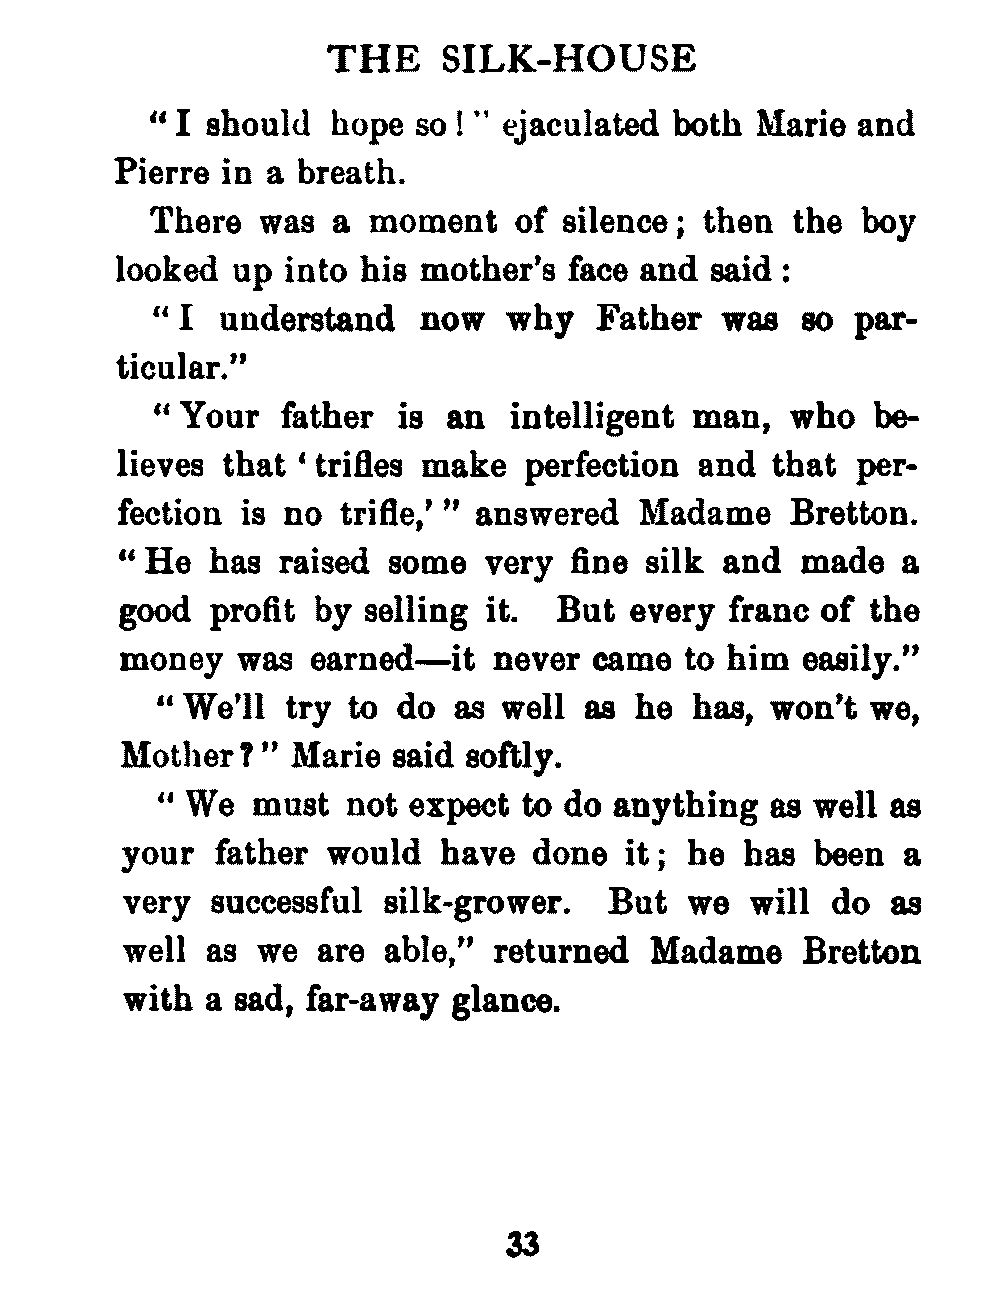 THE SILK-HOUSE
“I should hope so!” ejaculated both Marie and
Pierre in a breath.
There was a moment of silence; then the boy
looked up into his mother’s face and said:
“I understand now why Father was so par-
ticular.”
“Your father is an intelligent man, who be-
lieves that ‘trifles make perfection and that per-
fection is no trifle,’” answered Madame Bretton.
“He has raised some very fine silk and made a
good profit by selling it. But every franc of the
money was earned—it never came to him easily.”
“We’ll try to do as well as he has, won’t we,
Mother?” Marie said softly.
“We must not expect to do anything as well as
your father would have done it; he has been a
very successful silk-grower. But we will do as
well as we are able,” returned Madame Bretton
with a sad, far-away glance.
33